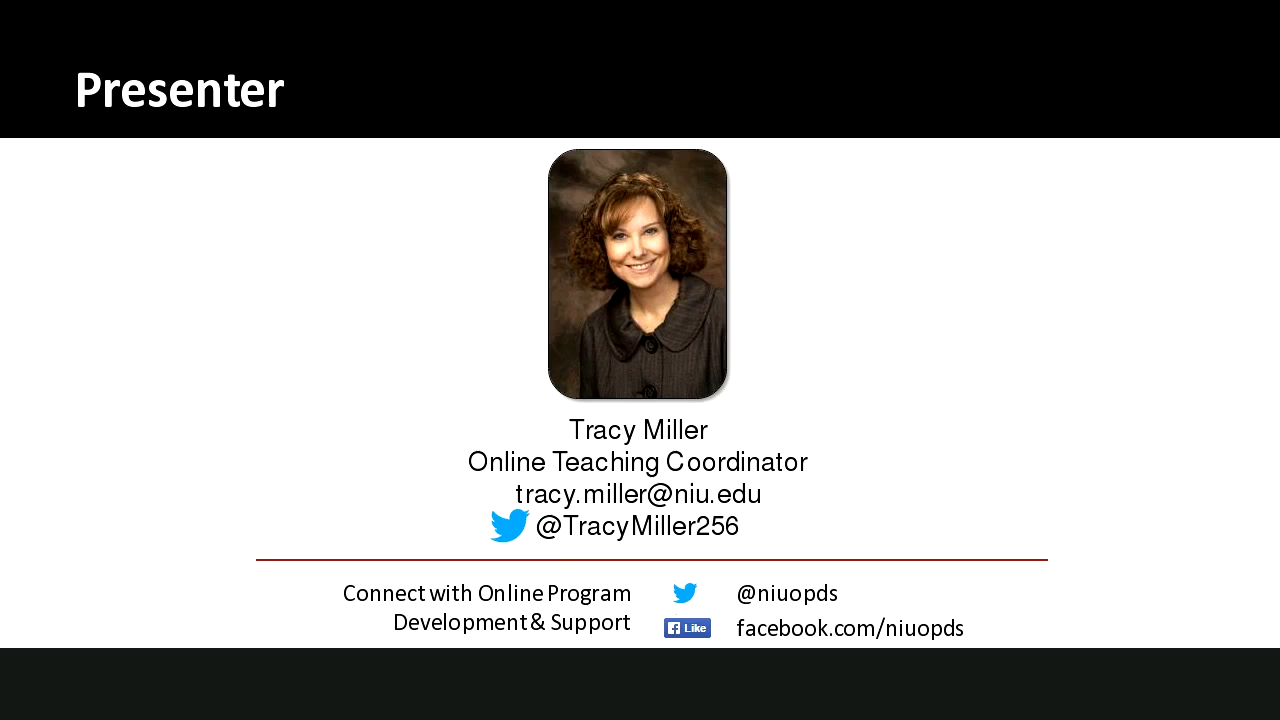 Presenter
Tracy Miller
Online Teaching Coordinator
tracy.miller@niu.edu
@TracyMiller256
Connect with Online Program
Development & Support
@niuopds
Like
facebook.com/niuopds